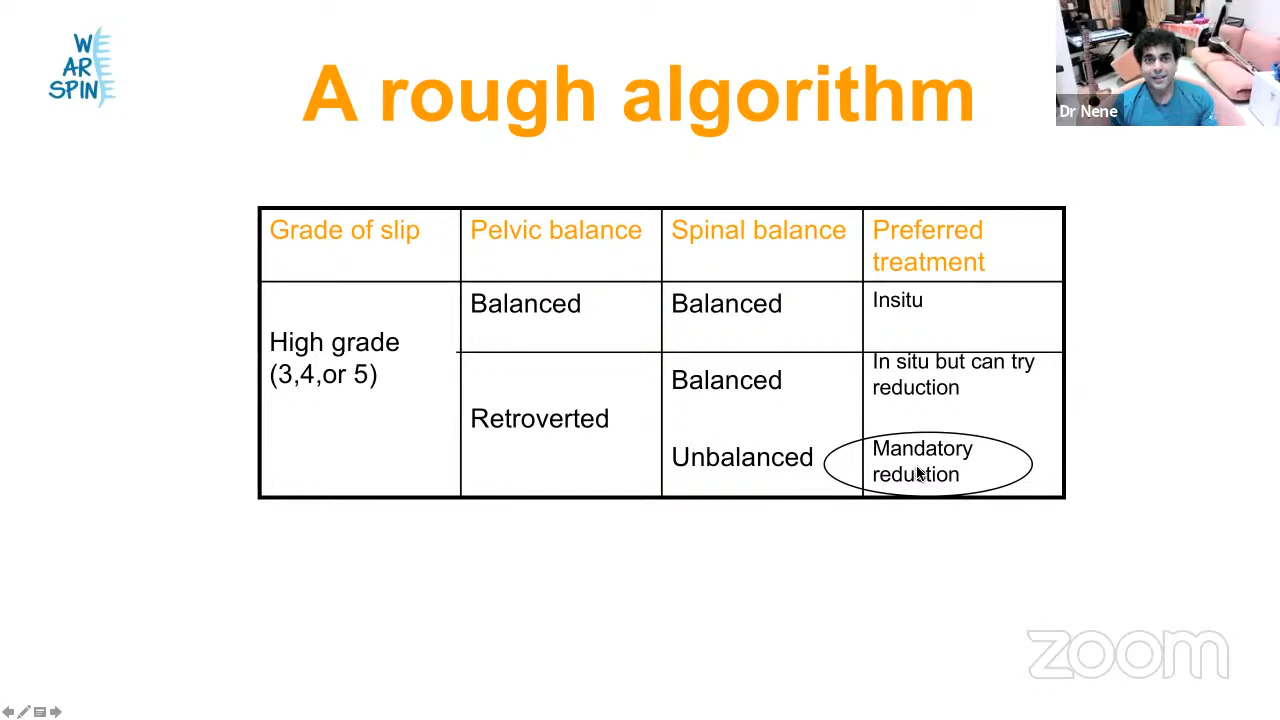 WE
AR
SPINE
A rough algorithm
Dr Nene
Grade of slip
Pelvic balance
Spinal balance
Preferred
treatment
High grade
(3,4,or 5)
Balanced
Balanced
Insitu
Retroverted
Balanced
In situ but can try
reduction
Unbalanced
Mandatory
reduction
zoom